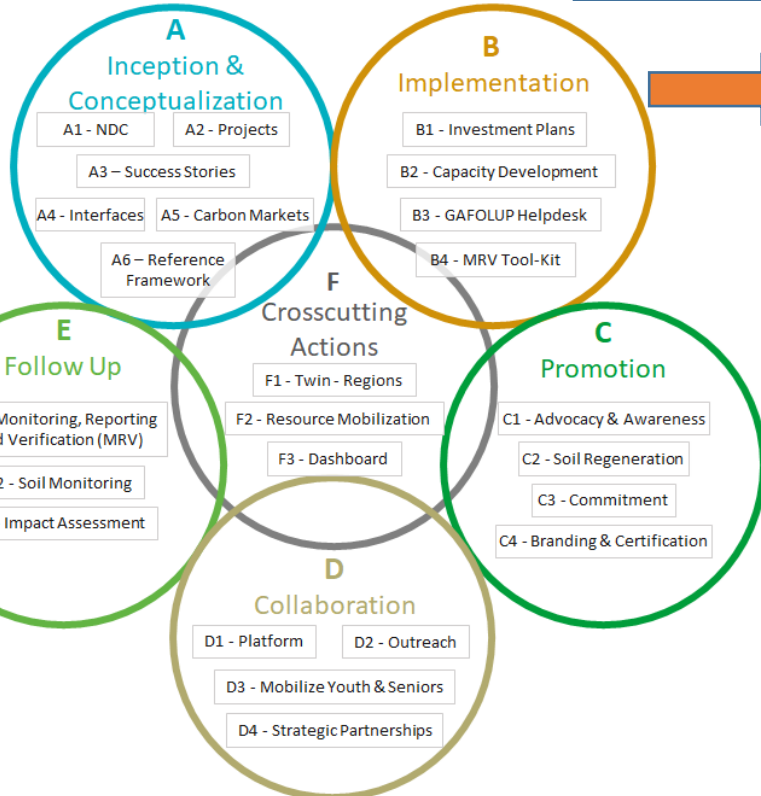 A
Inception &
Conceptualization
A1 - NDC
A2 - Projects
A3 – Success Stories
A4 - Interfaces
A5 - Carbon Markets
A6 – Reference
Framework
B
Implementation
B1 - Investment Plans
B2 - Capacity Development
B3 - GAFOLUP Helpdesk
B4 - MRV Tool-Kit
F
Crosscutting
Actions
F1 - Twin - Regions
F2 - Resource Mobilization
F3 - Dashboard
E
Follow Up
Monitoring, Reporting
Verification (MRV)
2 - Soil Monitoring
Impact Assessment
C
Promotion
C1 - Advocacy & Awareness
C2 - Soil Regeneration
C3 - Commitment
C4 - Branding & Certification
D
Collaboration
D1 - Platform
D2 - Outreach
D3 - Mobilize Youth & Seniors
D4 - Strategic Partnerships